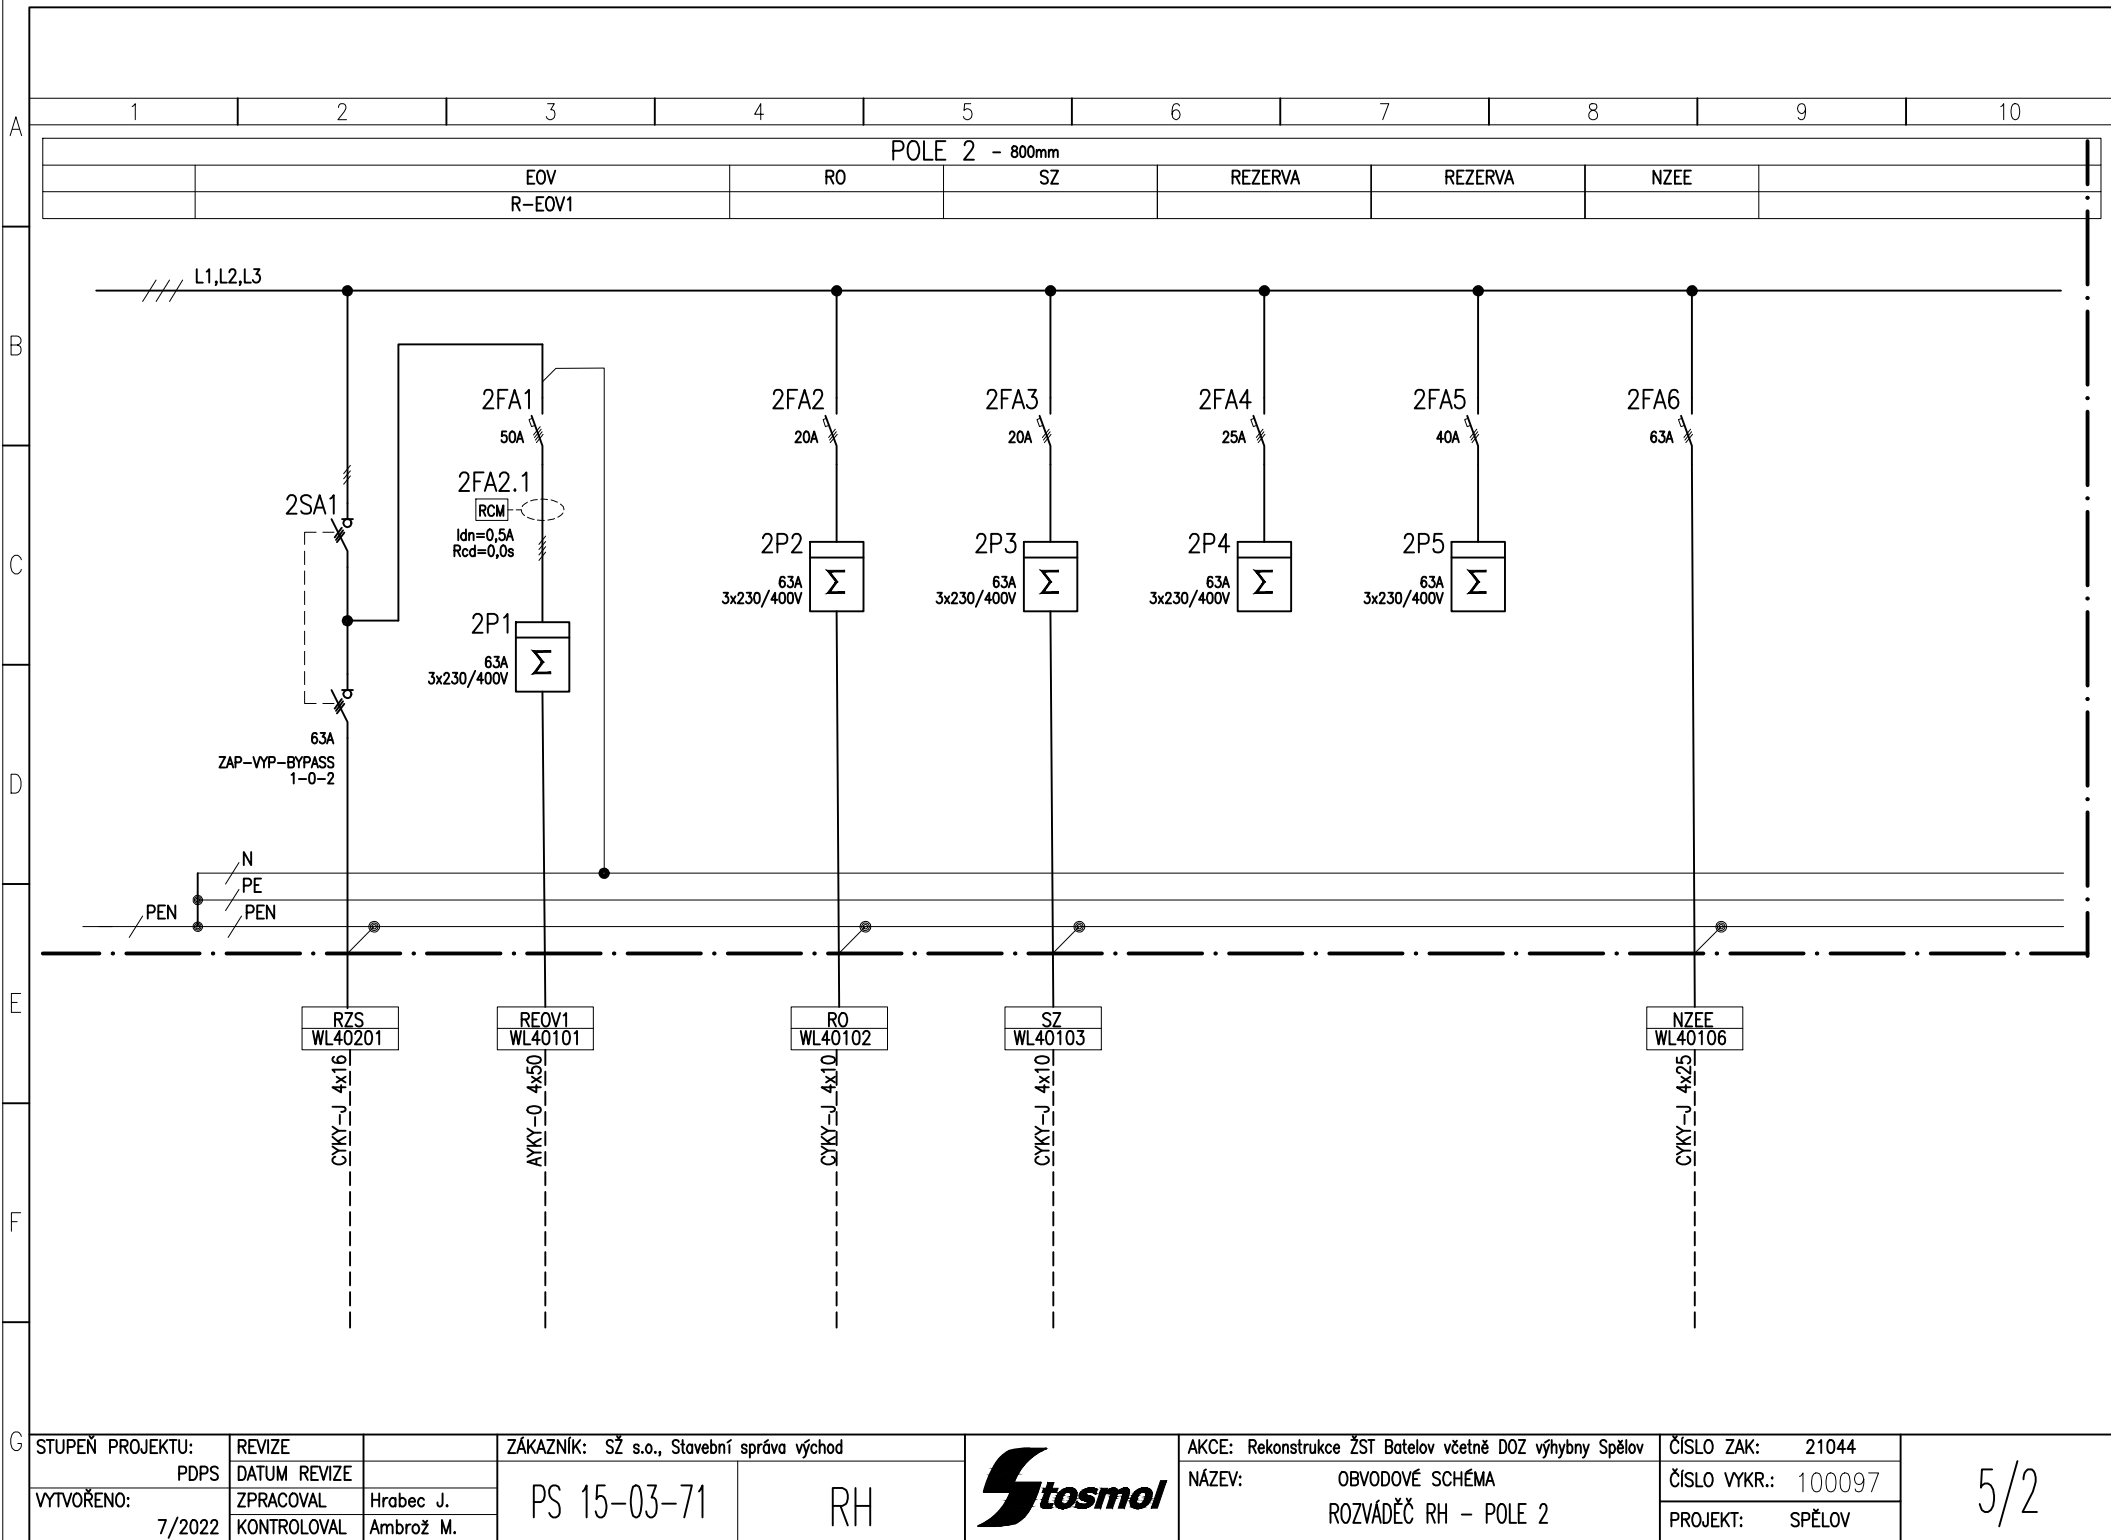 1 2 3 4 5 6 7 8 9 10
A
POLE 2 - 800mm
EOV RO SZ REZERVA REZERVA NZEE
R-EOV1
L1,L2,L3
B
2FA1 2FA2 2FA3 2FA4 2FA5 2FA6
50A 20A 20A 25A 40A 63A
2FA2.1
2SA1
RCM
Idn=0,5A
Rcd=0,0s
C
2P2 2P3 2P4 2P5
63A 63A 63A 63A
3x230/400V 3x230/400V 3x230/400V 3x230/400V
Σ Σ Σ Σ
2P1
63A
3x230/400V
Σ
63A
ZAP-VYP-BYPASS
1-0-2
D
N
PE
PEN PEN
E
RZS REOV1 RO SZ NZEE
WL40201 WL40101 WL40102 WL40103 WL40106
CYKY-J 4x16
AYKY-O 4x50
CYKY-J 4x10
CYKY-J 4x10
CYKY-J 4x25
F
G
STUPEŇ PROJEKTU:
PDPS
VYTVOŘENO:
7/2022
REVIZE
DATUM REVIZE
ZPRACOVAL Hrabec J.
KONTROLOVAL Ambrož M.
ZÁKAZNÍK: SŽ s.o., Stavební správa východ
PS 15-03-71
RH
Stosmol
AKCE: Rekonstrukce ŽST Batelov včetně DOZ výhybny Spělov
NÁZEV: OBVODOVÉ SCHÉMA
ROZVÁDĚČ RH - POLE 2
ČÍSLO ZAK: 21044
ČÍSLO VYKR.: 100097
PROJEKT: SPĚLOV
5/2